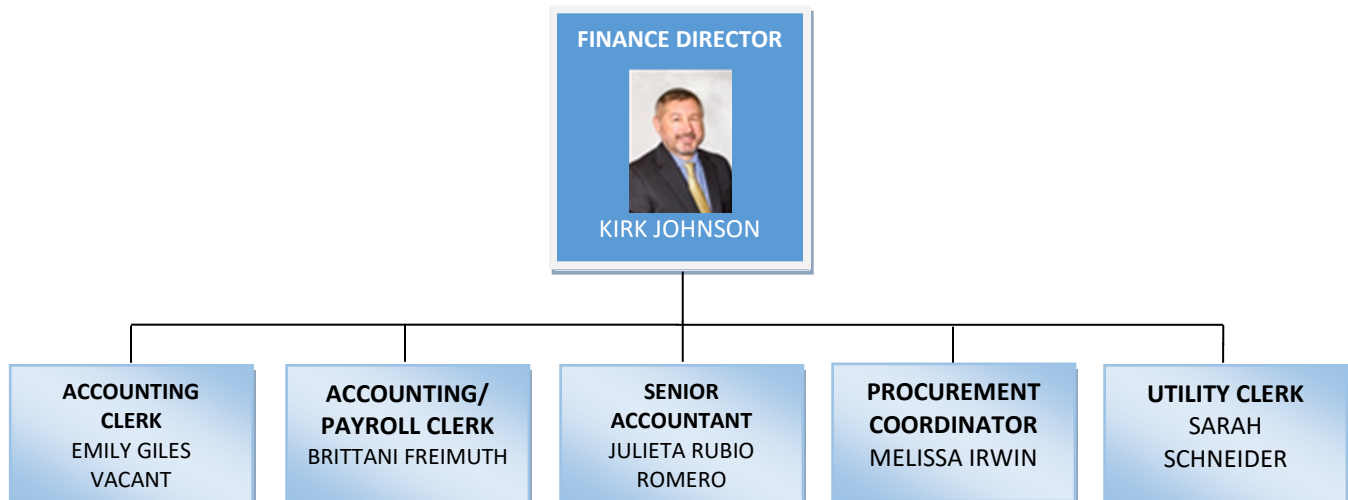 FINANCE DIRECTOR
KIRK JOHNSON
ACCOUNTING
CLERK
EMILY GILES
VACANT
ACCOUNTING/
PAYROLL CLERK
BRITTANI FREIMUTH
SENIOR
ACCOUNTANT
JULIETA RUBIO
ROMERO
PROCUREMENT
COORDINATOR
MELISSA IRWIN
UTILITY CLERK
SARAH
SCHNEIDER